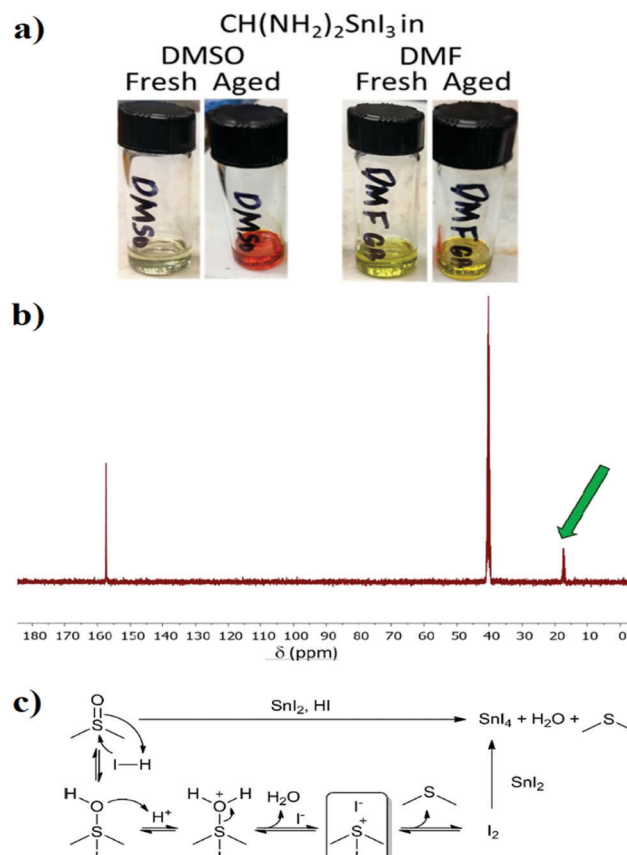 a)
CH(NH₂)₂SnI₃ in
DMSO DMF
Fresh Aged Fresh Aged
DMSO DMSO DMF GR DMF GR
b)
180 170 160 150 140 130 120 110 100 90 80 70 60 50 40 30 20 10 0
δ (ppm)
c)
O
S
SnI₂, HI
SnI₄ + H₂O + S
I H
H O
H⁺
H O⁺ H
H₂O
I⁻
I⁻
S
SnI₂
S
S
S⁺
I₂
I
I
I